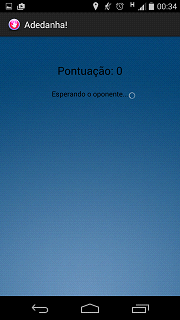 H
00:34
Adedanha!
Pontuação: 0
Esperando o oponente..